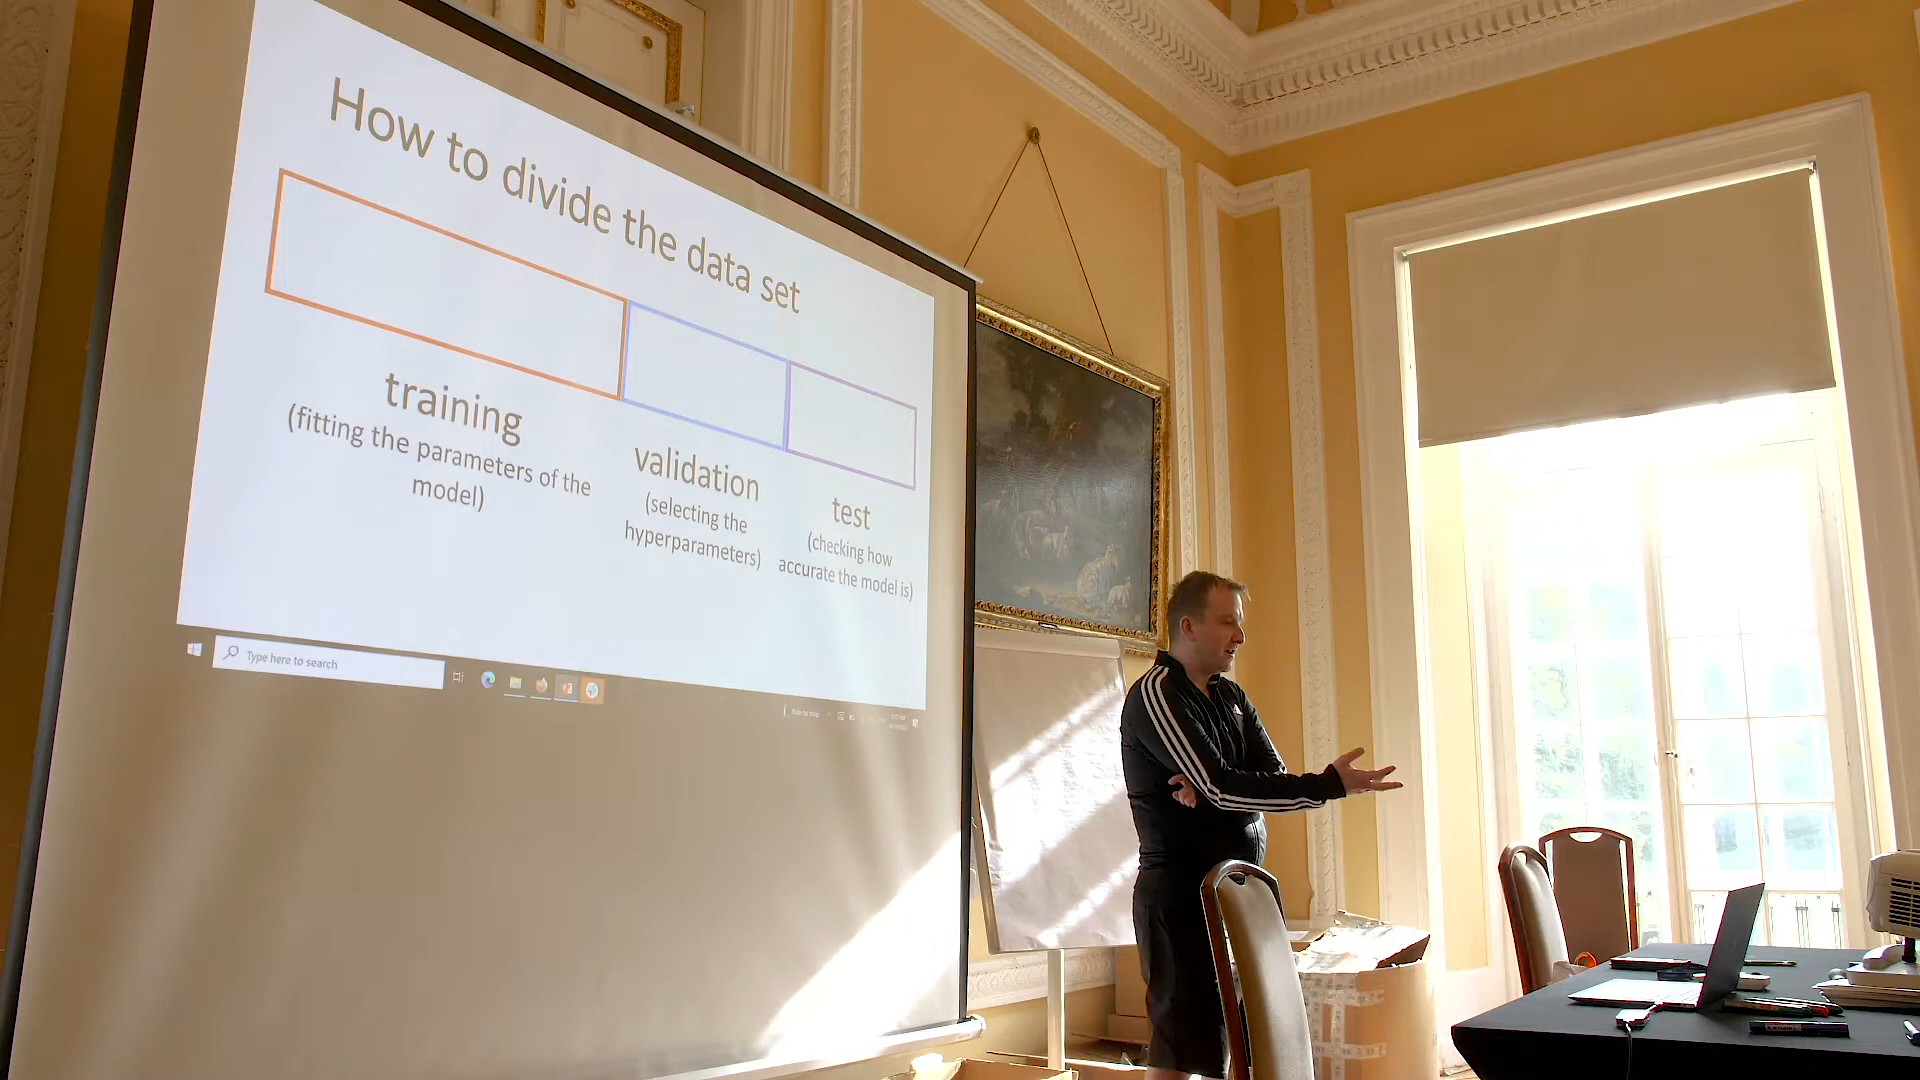 How to divide the data set
training
(fitting the parameters of the
model)
validation
(selecting the
hyperparameters)
test
(checking how
accurate the model is)
Type here to search